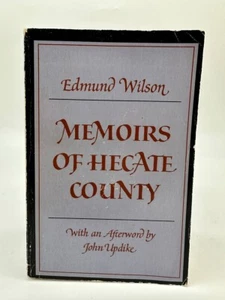 Edmund Wilson
MEMOIRS
OF HECATE
COUNTY
With an Afterword by
John Updike